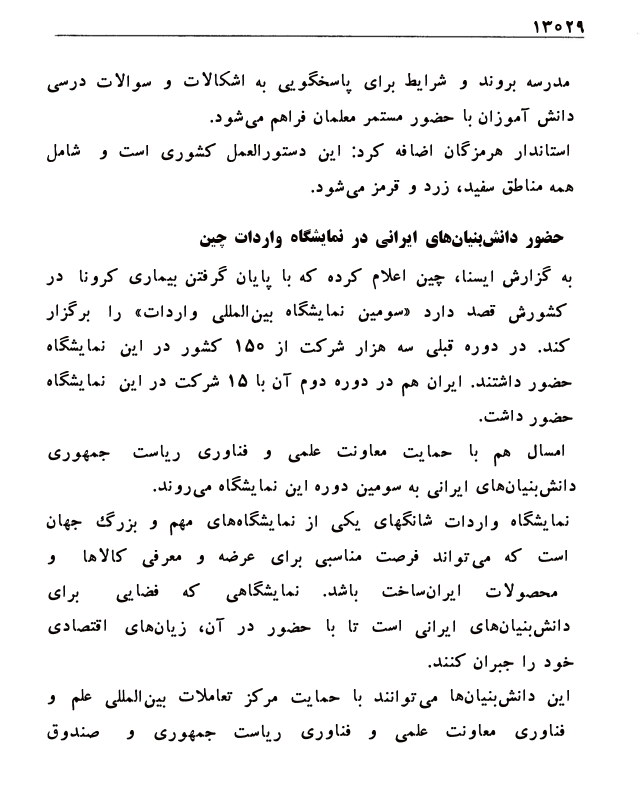 ۱۳۰۲۹
مدرسه بروند و شرایط برای پاسخگویی به اشکالات و سوالات درسی
دانش آموزان با حضور مستمر معلمان فراهم می‌شود.
استاندار هرمزگان اضافه کرد: این دستورالعمل کشوری است و شامل
همه مناطق سفید، زرد و قرمز می‌شود.
حضور دانش‌بنیان‌های ایرانی در نمایشگاه واردات چین
به گزارش ایسنا، چین اعلام کرده که با پایان گرفتن بیماری کرونا در
کشورش قصد دارد «سومین نمایشگاه بین‌المللی واردات» را برگزار
کند. در دوره قبلی سه هزار شرکت از ۱۵۰ کشور در این نمایشگاه
حضور داشتند. ایران هم در دوره دوم آن با ۱۵ شرکت در این نمایشگاه
حضور داشت.
امسال هم با حمایت معاونت علمی و فناوری ریاست جمهوری
دانش‌بنیان‌های ایرانی به سومین دوره این نمایشگاه می‌روند.
نمایشگاه واردات شانگهای یکی از نمایشگاه‌های مهم و بزرگ جهان
است که می‌تواند فرصت مناسبی برای عرضه و معرفی کالاها و
محصولات ایران‌ساخت باشد. نمایشگاهی که فضایی برای
دانش‌بنیان‌های ایرانی است تا با حضور در آن، زیان‌های اقتصادی
خود را جبران کنند.
این دانش‌بنیان‌ها می‌توانند با حمایت مرکز تعاملات بین‌المللی علم و
فناوری معاونت علمی و فناوری ریاست جمهوری و صندوق